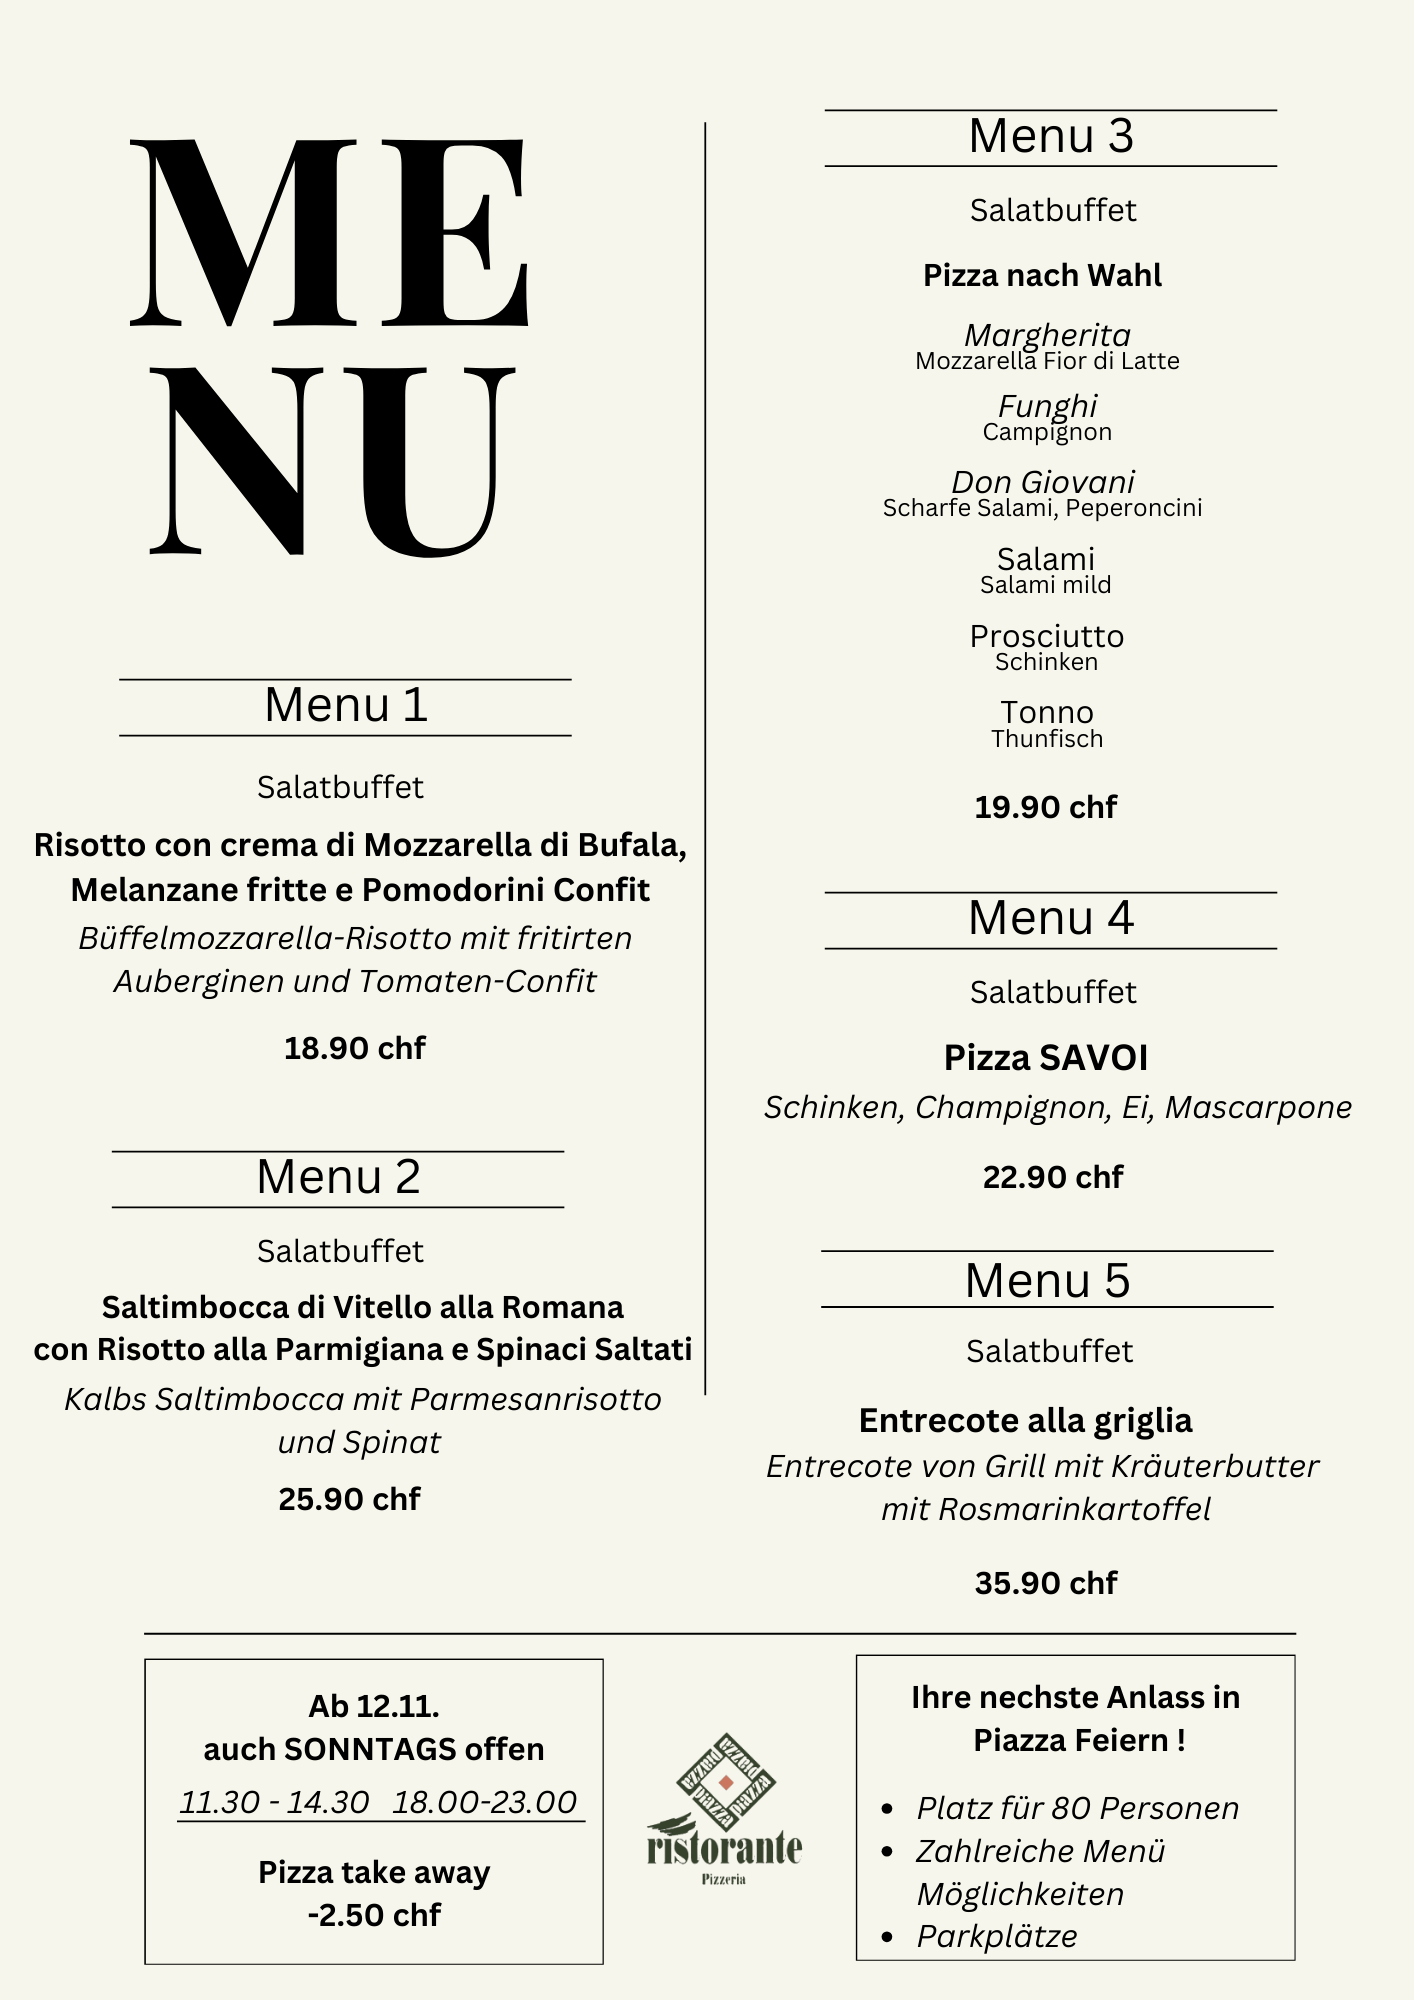 ME
NU
Menu 1
Salatbuffet
Risotto con crema di Mozzarella di Bufala,
Melanzane fritte e Pomodorini Confit
Büffelmozzarella-Risotto mit fritirten
Auberginen und Tomaten-Confit
18.90 chf
Menu 2
Salatbuffet
Saltimbocca di Vitello alla Romana
con Risotto alla Parmigiana e Spinaci Saltati
Kalbs Saltimbocca mit Parmesanrisotto
und Spinat
25.90 chf
Menu 3
Salatbuffet
Pizza nach Wahl
Margherita
Mozzarella Fior di Latte
Funghi
Campignon
Don Giovani
Scharfe Salami, Peperoncini
Salami
Salami mild
Prosciutto
Schinken
Tonno
Thunfisch
19.90 chf
Menu 4
Salatbuffet
Pizza SAVOI
Schinken, Champignon, Ei, Mascarpone
22.90 chf
Menu 5
Salatbuffet
Entrecote alla griglia
Entrecote von Grill mit Kräuterbutter
mit Rosmarinkartoffel
35.90 chf
Ab 12.11.
auch SONNTAGS offen
11.30 - 14.30 18.00-23.00
Pizza take away
-2.50 chf
piazza
piazza
piazza
piazza
ristorante
Pizzeria
Ihre nechste Anlass in
Piazza Feiern !
• Platz für 80 Personen
• Zahlreiche Menü
Möglichkeiten
• Parkplätze